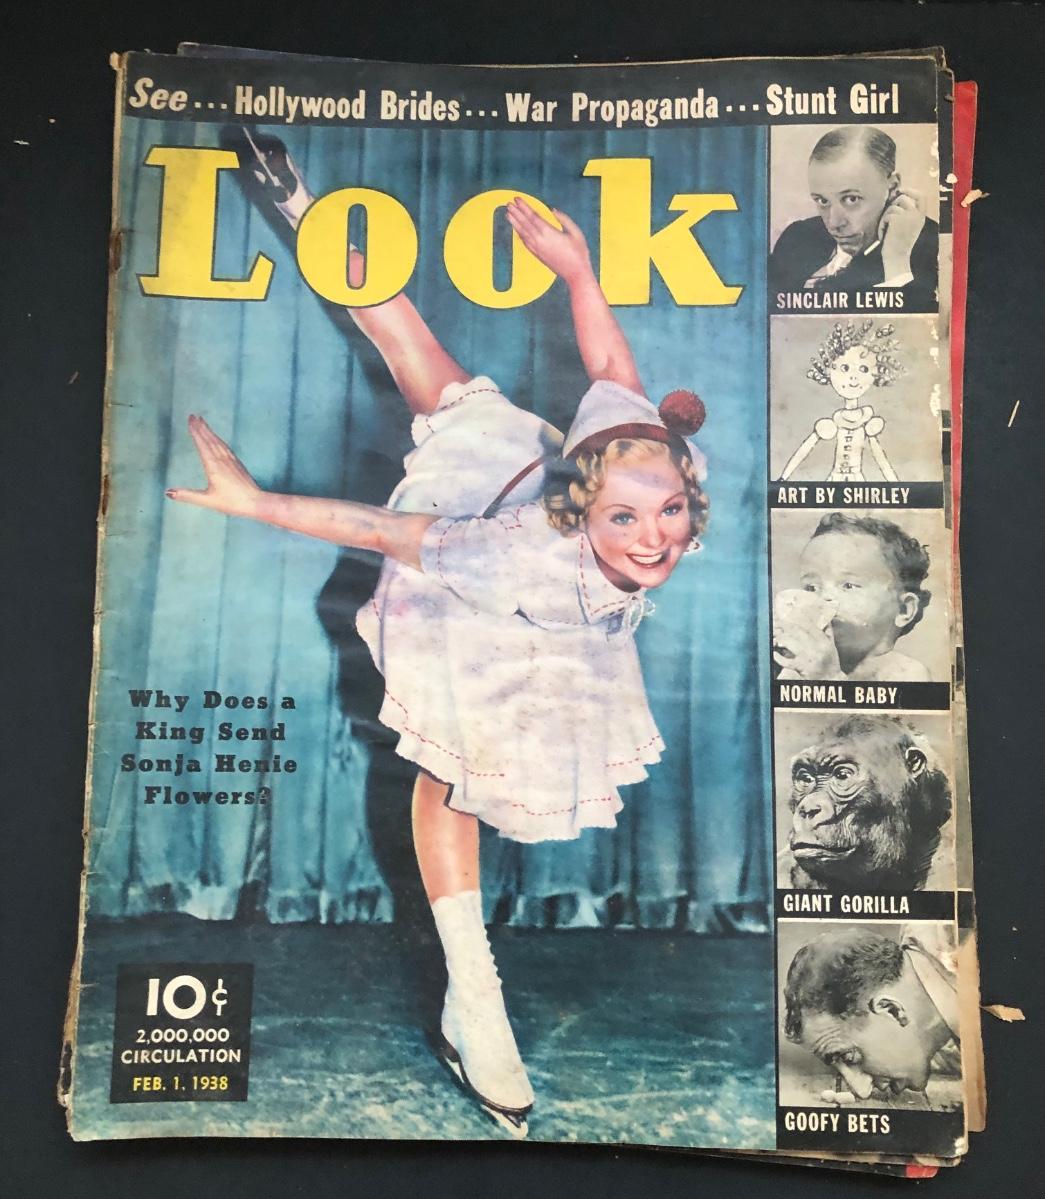 See... Hollywood Brides... War Propaganda... Stunt Girl
Look
SINCLAIR LEWIS
ART BY SHIRLEY
NORMAL BABY
GIANT GORILLA
GOOFY BETS
Why Does a
King Send
Sonja Henie
Flowers?
10¢
2,000,000
CIRCULATION
FEB. 1, 1938